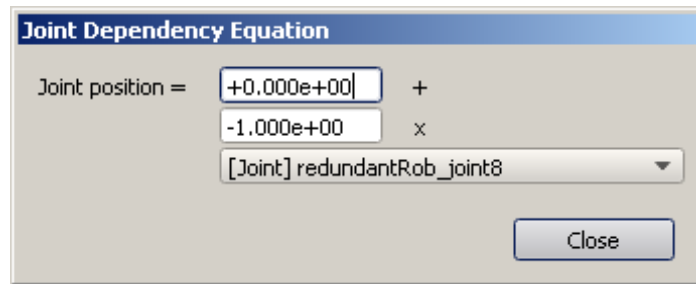 Joint Dependency Equation
Joint position = +0.000e+00 +
-1.000e+00 x
[Joint] redundantRob_joint8
Close